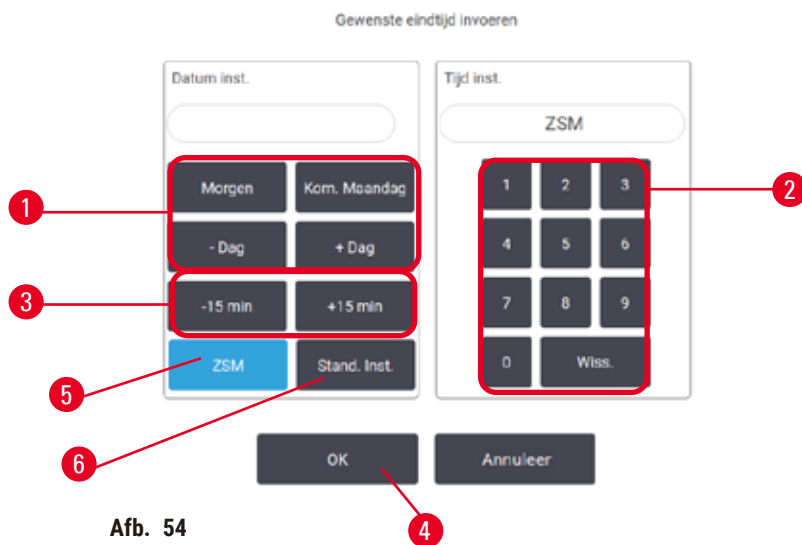 Gewenste eindtijd invoeren
Datum inst.
Tijd inst.
ZSM
Morgen
Kom. Maandag
1
2
3
1
2
- Dag
+ Dag
4
5
6
3
-15 min
+15 min
7
8
9
ZSM
Stand. Inst.
0
Wiss.
5
6
OK
Annuleer
4
Afb. 54